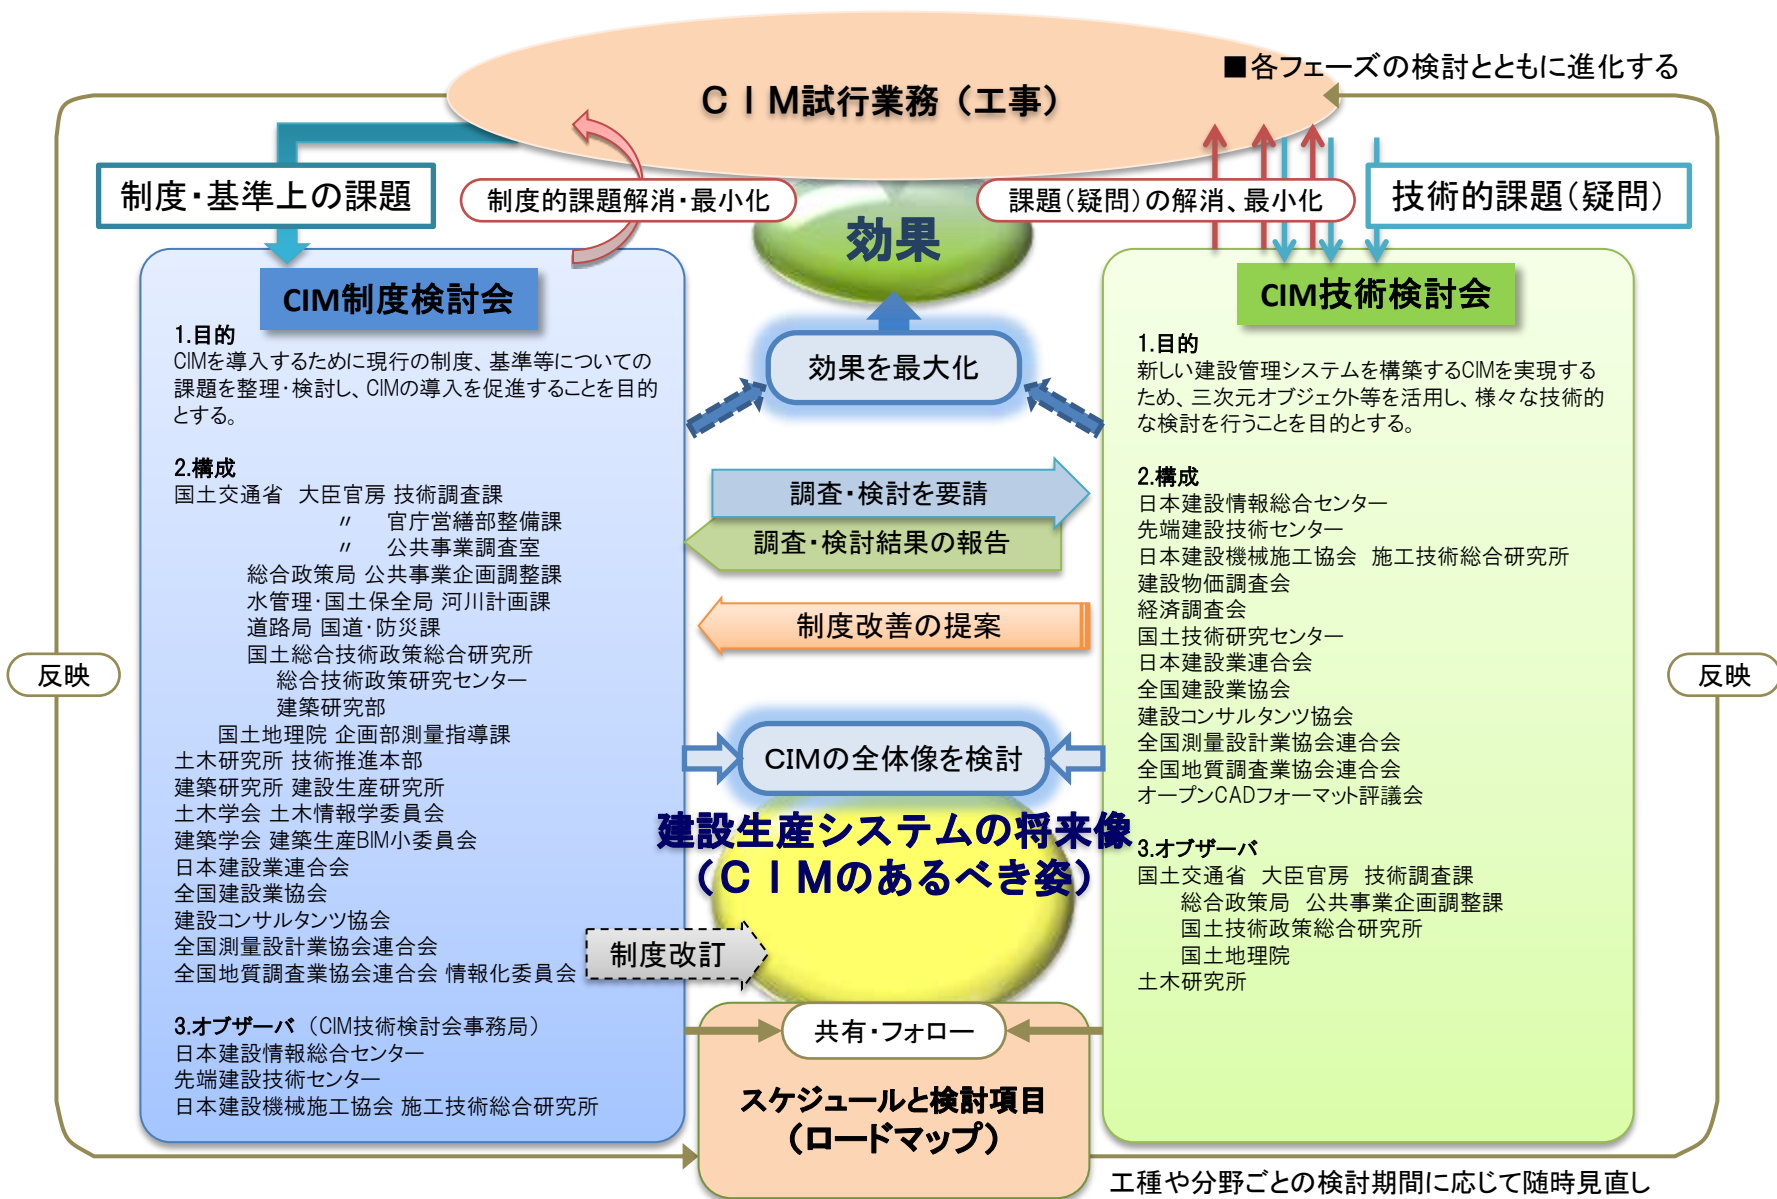 ■各フェーズの検討とともに進化する
ＣＩＭ試行業務（工事）
制度・基準上の課題
制度的課題解消・最小化
課題（疑問）の解消、最小化
技術的課題（疑問）
効果
効果を最大化
CIM制度検討会
1.目的
CIMを導入するために現行の制度、基準等についての
課題を整理・検討し、CIMの導入を促進することを目的
とする。
2.構成
国土交通省　大臣官房 技術調査課
〃　官庁営繕部整備課
〃　公共事業調査室
総合政策局 公共事業企画調整課
水管理・国土保全局 河川計画課
道路局 国道・防災課
国土総合技術政策総合研究所
総合技術政策研究センター
建築研究部
国土地理院 企画部測量指導課
土木研究所 技術推進本部
建築研究所 建設生産研究所
土木学会 土木情報学委員会
建築学会 建築生産BIM小委員会
日本建設業連合会
全国建設業協会
建設コンサルタンツ協会
全国測量設計業協会連合会
全国地質調査業協会連合会 情報化委員会
3.オブザーバ （CIM技術検討会事務局）
日本建設情報総合センター
先端建設技術センター
日本建設機械施工協会 施工技術総合研究所
調査・検討を要請
調査・検討結果の報告
制度改善の提案
CIMの全体像を検討
建設生産システムの将来像
（ＣＩＭのあるべき姿）
制度改訂
共有・フォロー
スケジュールと検討項目
（ロードマップ）
CIM技術検討会
1.目的
新しい建設管理システムを構築するCIMを実現する
ため、三次元オブジェクト等を活用し、様々な技術的
な検討を行うことを目的とする。
2.構成
日本建設情報総合センター
先端建設技術センター
日本建設機械施工協会　施工技術総合研究所
建設物価調査会
経済調査会
国土技術研究センター
日本建設業連合会
全国建設業協会
建設コンサルタンツ協会
全国測量設計業協会連合会
全国地質調査業協会連合会
オープンCADフォーマット評議会
3.オブザーバ
国土交通省　大臣官房　技術調査課
総合政策局　公共事業企画調整課
国土技術政策総合研究所
国土地理院
土木研究所
反映
反映
工種や分野ごとの検討期間に応じて随時見直し